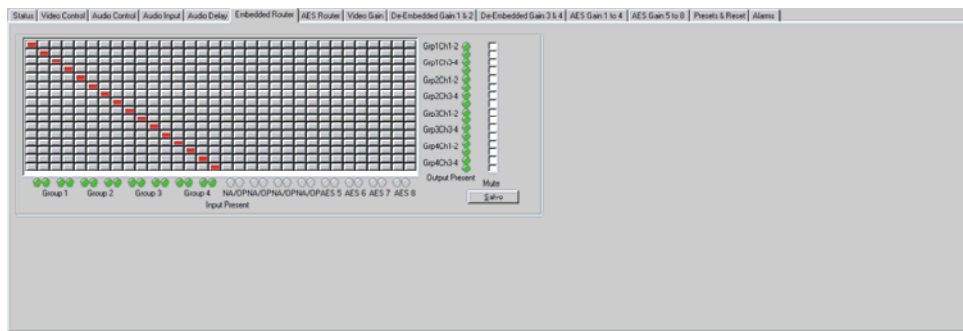 Status Video Control Audio Control Audio Input Audio Delay Embedded Router AES Router Video Gain De-Embedded Gain 1 & 2 De-Embedded Gain 3 & 4 AES Gain 1 to 4 AES Gain 5 to 8 Presets & Reset Alarms
Grp1Ch1-2
Grp1Ch3-4
Grp2Ch1-2
Grp2Ch3-4
Grp3Ch1-2
Grp3Ch3-4
Grp4Ch1-2
Grp4Ch3-4
Output Present Mute
Group 1 Group 2 Group 3 Group 4 NA/OPNA/OPNA/OPNA/OPAES 5 AES 6 AES 7 AES 8
Salvo
Input Present